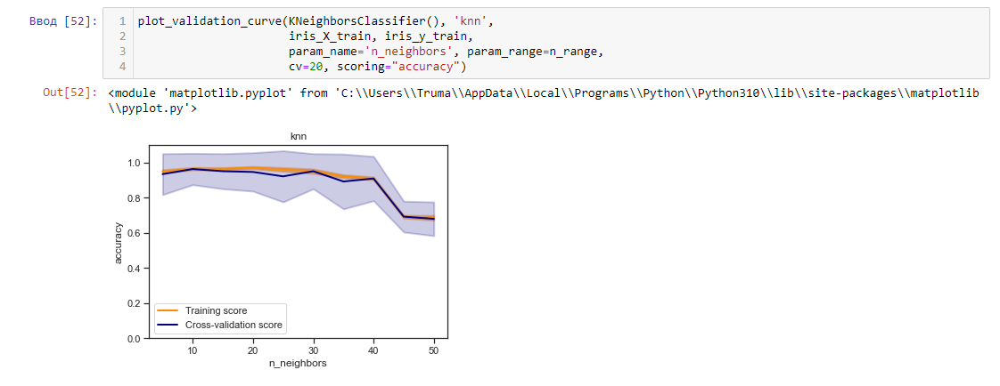 Ввод [52]:
1 plot_validation_curve(KNeighborsClassifier(), 'knn',
2 iris_X_train, iris_y_train,
3 param_name='n_neighbors', param_range=n_range,
4 cv=20, scoring="accuracy")
Out[52]: <module 'matplotlib.pyplot' from 'C:\\Users\\Truma\\AppData\\Local\\Programs\\Python\\Python310\\lib\\site-packages\\matplotlib
\\pyplot.py'>
knn
1.0
0.8
0.6
0.4
0.2
0.0
accuracy
Training score
Cross-validation score
10 20 30 40 50
n_neighbors